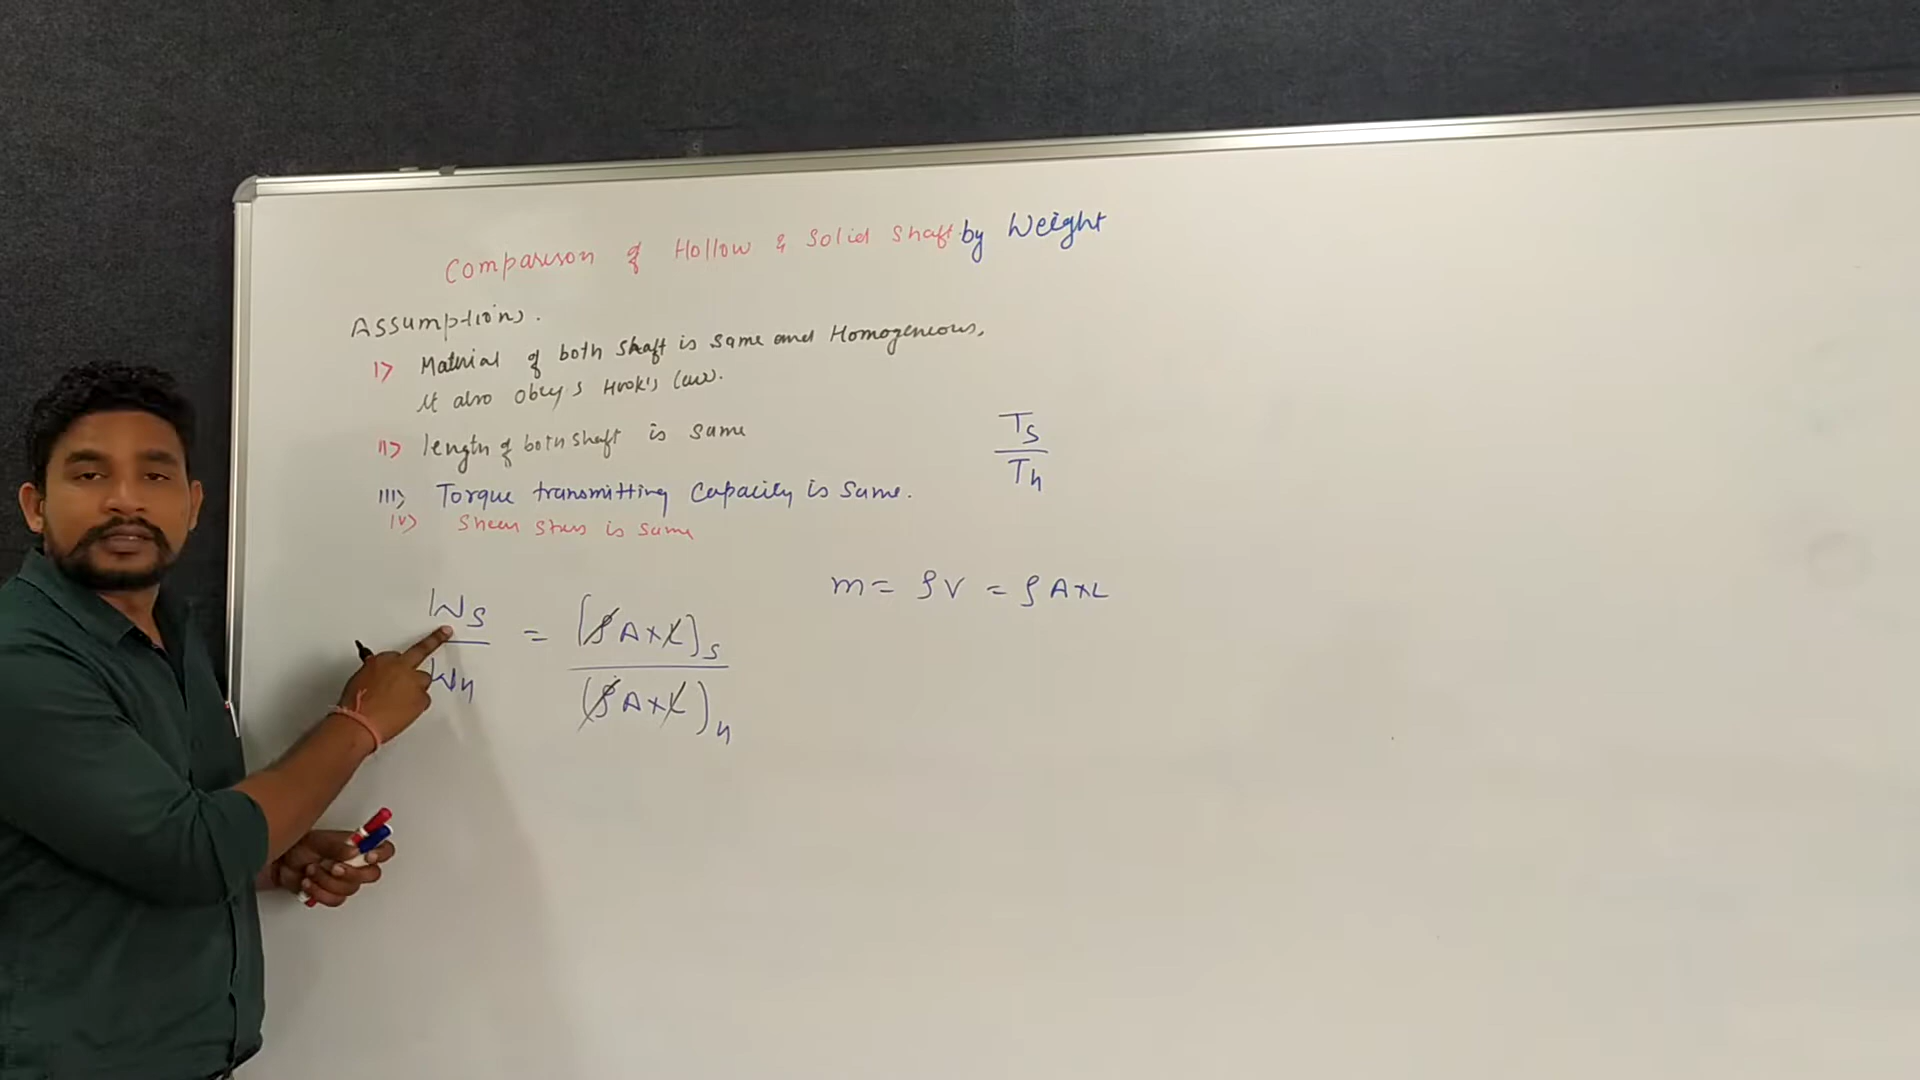 Comparison of Hollow & Solid Shaft by Weight
Assumptions.
I) Material of both shaft is same and Homogeneous,
It also obeys Hook's law.
II) length of both shaft is same
III) Torque transmitting Capacity is same.
IV) Shear stress is same
Ts
Th
m = ρV = ρ A×L
Ws = (ρA×L)s
Wh (ρA×L)h